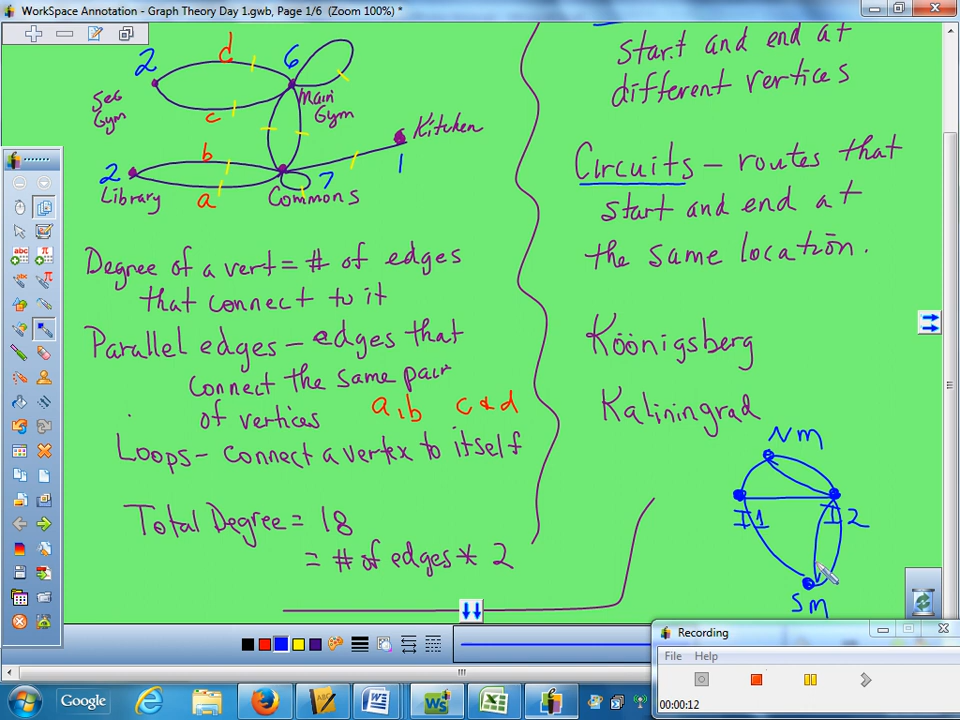 WorkSpace Annotation - Graph Theory Day 1.gwb, Page 1/6 (Zoom 100%) *
2
d
6
Sec
Gym
c
Main
Gym
Kitchen
1
b
2
Library
a
7
Commons
Degree of a vert = # of edges
that connect to it
Parallel edges – edges that
connect the same pair
of vertices
a, b c & d
Loops – connect a vertex to itself
Total Degree = 18
= # of edges * 2
start and end at
different vertices
Circuits – routes that
start and end at
the same location.
Köönigsberg
Kaliningrad
Nm
I1
I2
Sm
Recording
File Help
00:00:12
Google